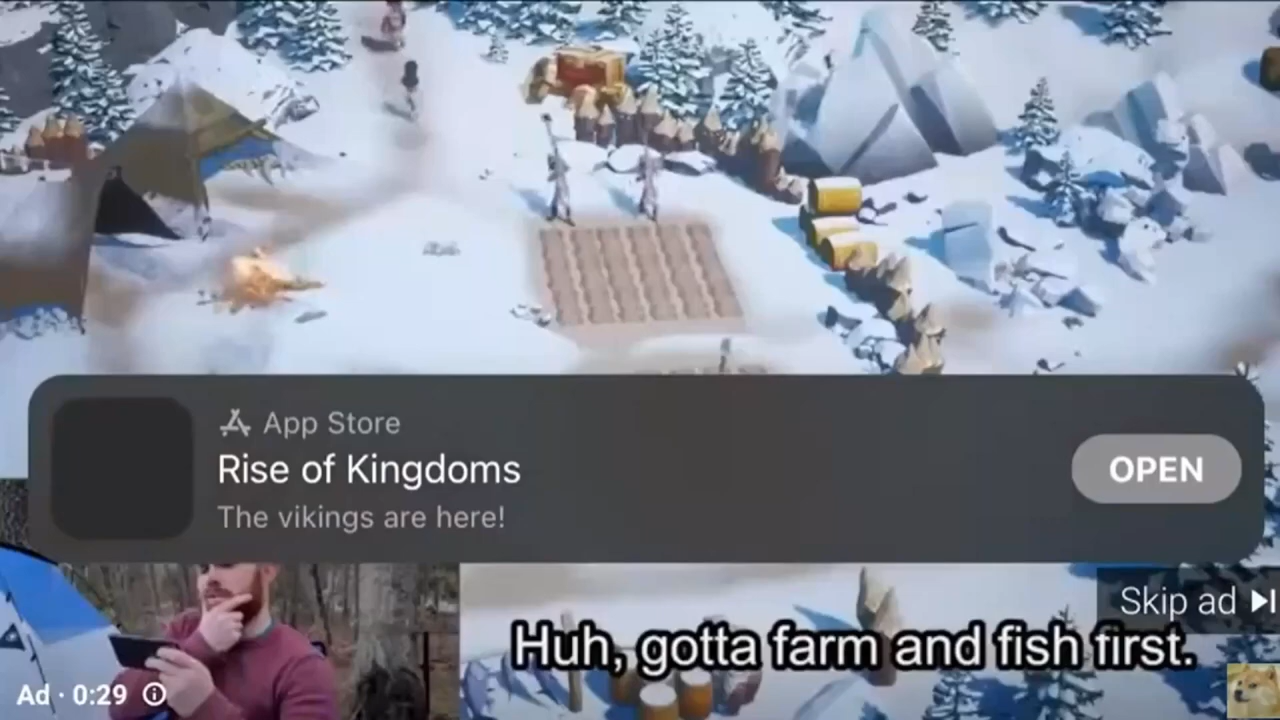 App Store
Rise of Kingdoms
The vikings are here!
OPEN
Skip ad
Huh, gotta farm and fish first.
Ad · 0:29